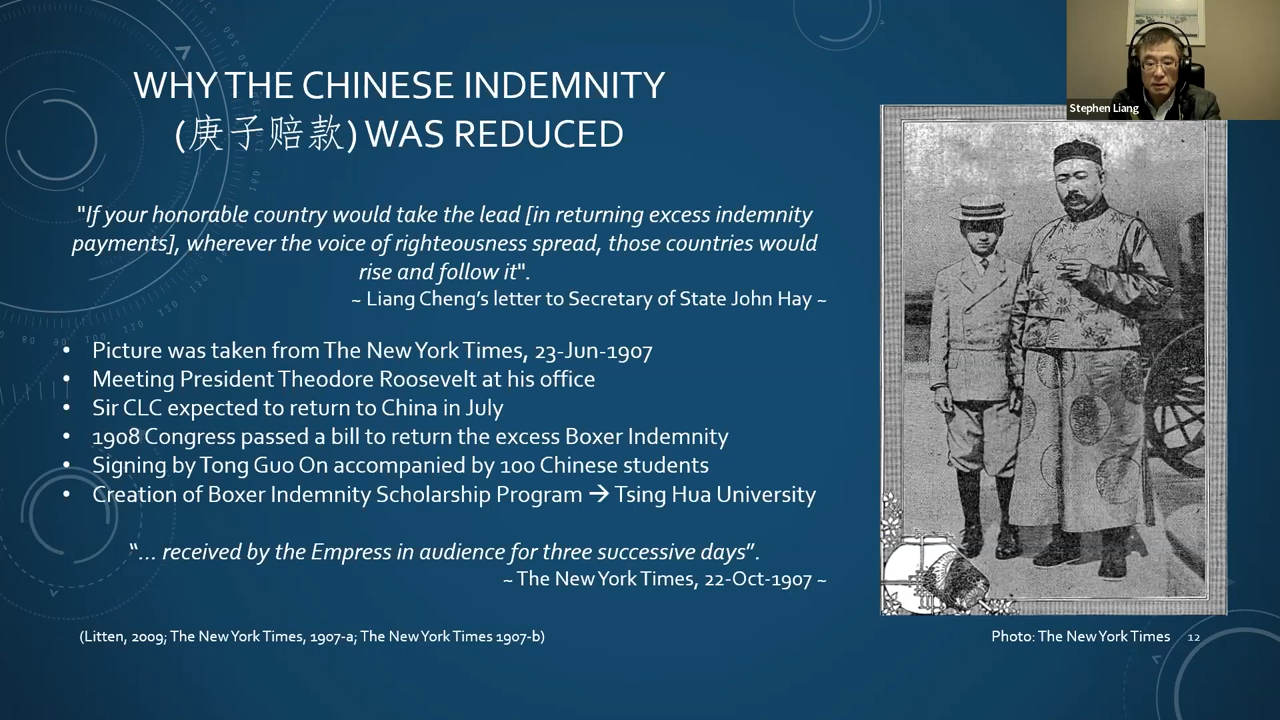 Stephen Liang
WHY THE CHINESE INDEMNITY
(庚子赔款) WAS REDUCED
"If your honorable country would take the lead [in returning excess indemnity
payments], wherever the voice of righteousness spread, those countries would
rise and follow it".
~ Liang Cheng's letter to Secretary of State John Hay ~
• Picture was taken from The New York Times, 23-Jun-1907
• Meeting President Theodore Roosevelt at his office
• Sir CLC expected to return to China in July
• 1908 Congress passed a bill to return the excess Boxer Indemnity
• Signing by Tong Guo On accompanied by 100 Chinese students
• Creation of Boxer Indemnity Scholarship Program → Tsing Hua University
"... received by the Empress in audience for three successive days".
~ The New York Times, 22-Oct-1907 ~
(Litten, 2009; The New York Times, 1907-a; The New York Times 1907-b)
Photo: The New York Times
12